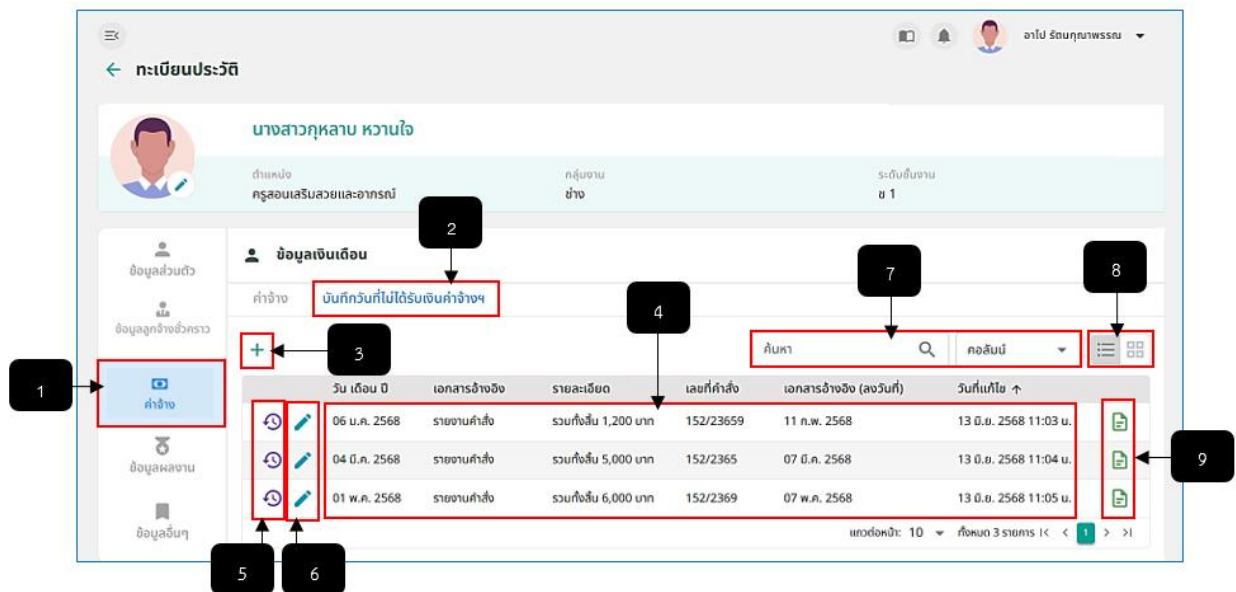 อาโป รัตนกุณาพรรณ
ทะเบียนประวัติ
นางสาวกุหลาบ หวานใจ
ตำแหน่ง กลุ่มงาน ระดับชั้นงาน
ครูสอนเสริมสวยและอาภรณ์ ช่าง ข 1
2
ข้อมูลส่วนตัว
ข้อมูลเงินเดือน
7
8
ค่าจ้าง บันทึกวันที่ไม่ได้รับเงินค่าจ้างฯ
4
ข้อมูลลูกจ้างชั่วคราว
3
ค้นหา คอลัมน์
1
ค่าจ้าง
วัน เดือน ปี เอกสารอ้างอิง รายละเอียด เลขที่คำสั่ง เอกสารอ้างอิง (ลงวันที่) วันที่แก้ไข
06 ม.ค. 2568 รายงานคำสั่ง รวมทั้งสิ้น 1,200 บาท 152/23659 11 ก.พ. 2568 13 มิ.ย. 2568 11:03 น.
04 มี.ค. 2568 รายงานคำสั่ง รวมทั้งสิ้น 5,000 บาท 152/2365 07 มี.ค. 2568 13 มิ.ย. 2568 11:04 น.
9
ข้อมูลผลงาน
01 พ.ค. 2568 รายงานคำสั่ง รวมทั้งสิ้น 6,000 บาท 152/2369 07 พ.ค. 2568 13 มิ.ย. 2568 11:05 น.
ข้อมูลอื่นๆ
แถวต่อหน้า: 10 ทั้งหมด 3 รายการ 1
5
6